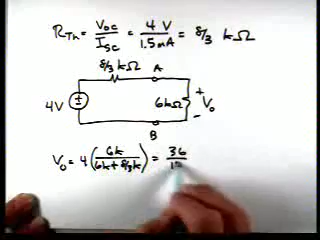 R_Th = V_OC / I_SC = 4 V / 1.5 mA = 8/3 kΩ
8/3 kΩ A
4V + - 6kΩ + V_o -
B
V_o = 4 ( 6k / (6k + 8/3 k) ) = 36 /